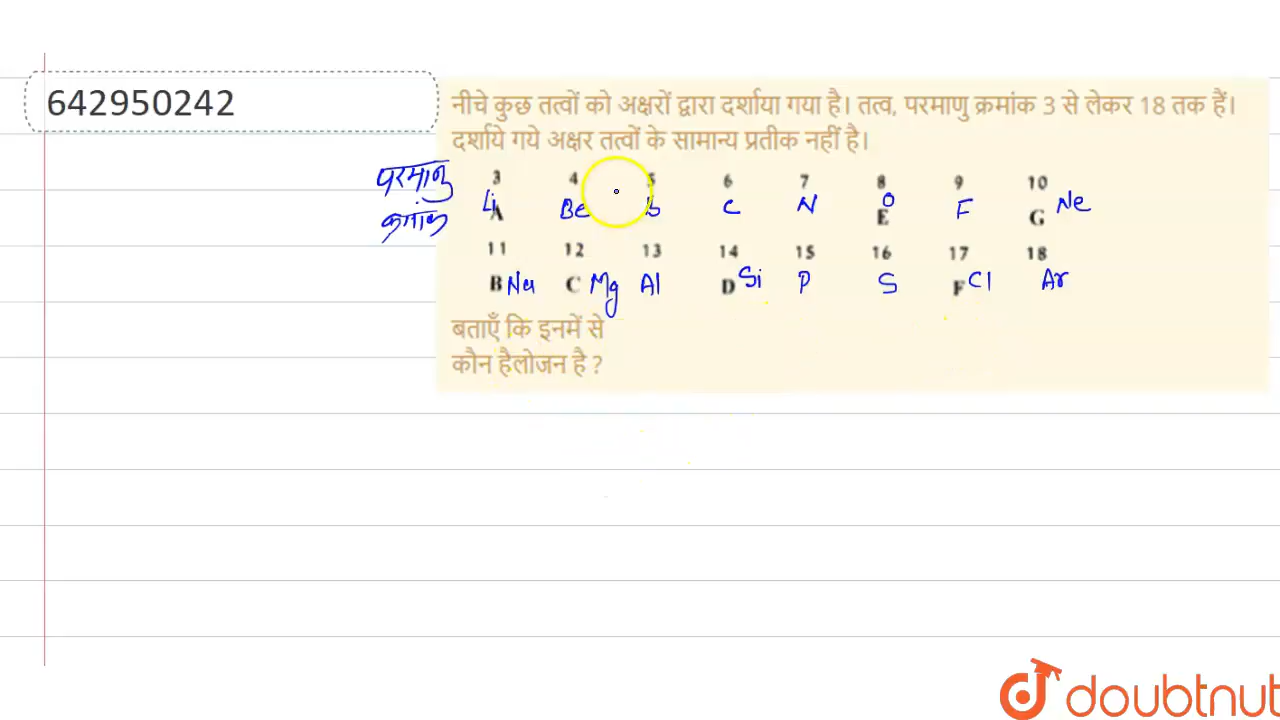 642950242
नीचे कुछ तत्वों को अक्षरों द्वारा दर्शाया गया है। तत्व, परमाणु क्रमांक 3 से लेकर 18 तक हैं।
दर्शाये गये अक्षर तत्वों के सामान्य प्रतीक नहीं है।
परमाणु 3 4 5 6 7 8 9 10
क्रमांक Li A Be b C N O E F G Ne
11 12 13 14 15 16 17 18
B Na C Mg Al D Si P S F Cl Ar
बताएँ कि इनमें से
कौन हैलोजन है ?
doubtnut